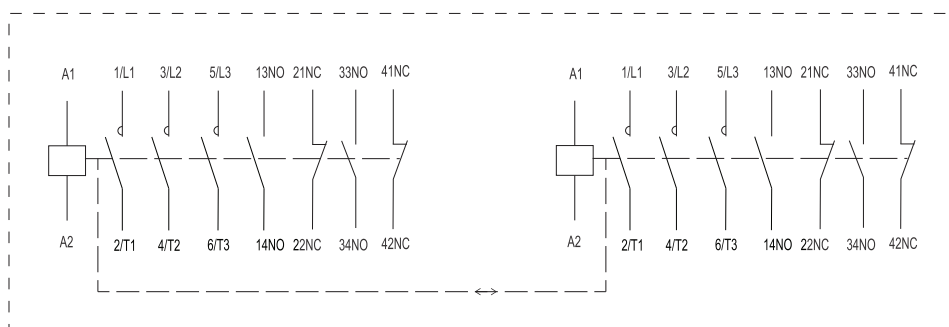 A1 1/L1 3/L2 5/L3 13NO 21NC 33NO 41NC A1 1/L1 3/L2 5/L3 13NO 21NC 33NO 41NC
A2 2/T1 4/T2 6/T3 14NO 22NC 34NO 42NC A2 2/T1 4/T2 6/T3 14NO 22NC 34NO 42NC